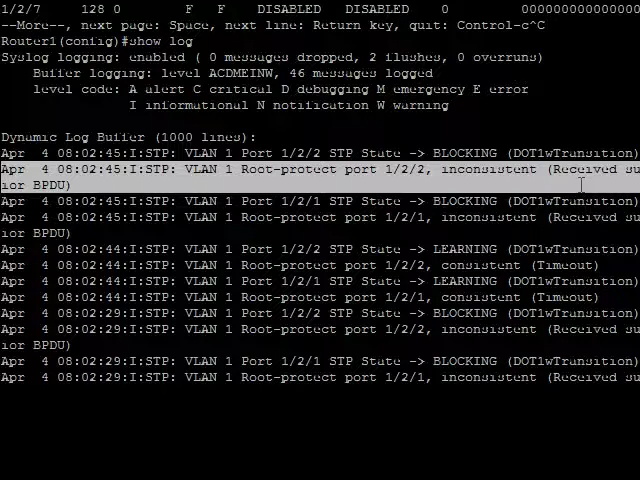 1/2/7     128 0        F   F    DISABLED   DISABLED    0         0000000000000000
--More--, next page: Space, next line: Return key, quit: Control-c^C
Router1(config)#show log
Syslog logging: enabled ( 0 messages dropped, 2 flushes, 0 overruns)
    Buffer logging: level ACDMEINW, 46 messages logged
    level code: A alert C critical D debugging M emergency E error
                I informational N notification W warning
Dynamic Log Buffer (1000 lines):
Apr  4 08:02:45:I:STP: VLAN 1 Port 1/2/2 STP State -> BLOCKING (DOT1wTransition)
Apr  4 08:02:45:I:STP: VLAN 1 Root-protect port 1/2/2, inconsistent (Received su
ior BPDU)
Apr  4 08:02:45:I:STP: VLAN 1 Port 1/2/1 STP State -> BLOCKING (DOT1wTransition)
Apr  4 08:02:45:I:STP: VLAN 1 Root-protect port 1/2/1, inconsistent (Received su
ior BPDU)
Apr  4 08:02:44:I:STP: VLAN 1 Port 1/2/2 STP State -> LEARNING (DOT1wTransition)
Apr  4 08:02:44:I:STP: VLAN 1 Root-protect port 1/2/2, consistent (Timeout)
Apr  4 08:02:44:I:STP: VLAN 1 Port 1/2/1 STP State -> LEARNING (DOT1wTransition)
Apr  4 08:02:44:I:STP: VLAN 1 Root-protect port 1/2/1, consistent (Timeout)
Apr  4 08:02:29:I:STP: VLAN 1 Port 1/2/2 STP State -> BLOCKING (DOT1wTransition)
Apr  4 08:02:29:I:STP: VLAN 1 Root-protect port 1/2/2, inconsistent (Received su
ior BPDU)
Apr  4 08:02:29:I:STP: VLAN 1 Port 1/2/1 STP State -> BLOCKING (DOT1wTransition)
Apr  4 08:02:29:I:STP: VLAN 1 Root-protect port 1/2/1, inconsistent (Received su